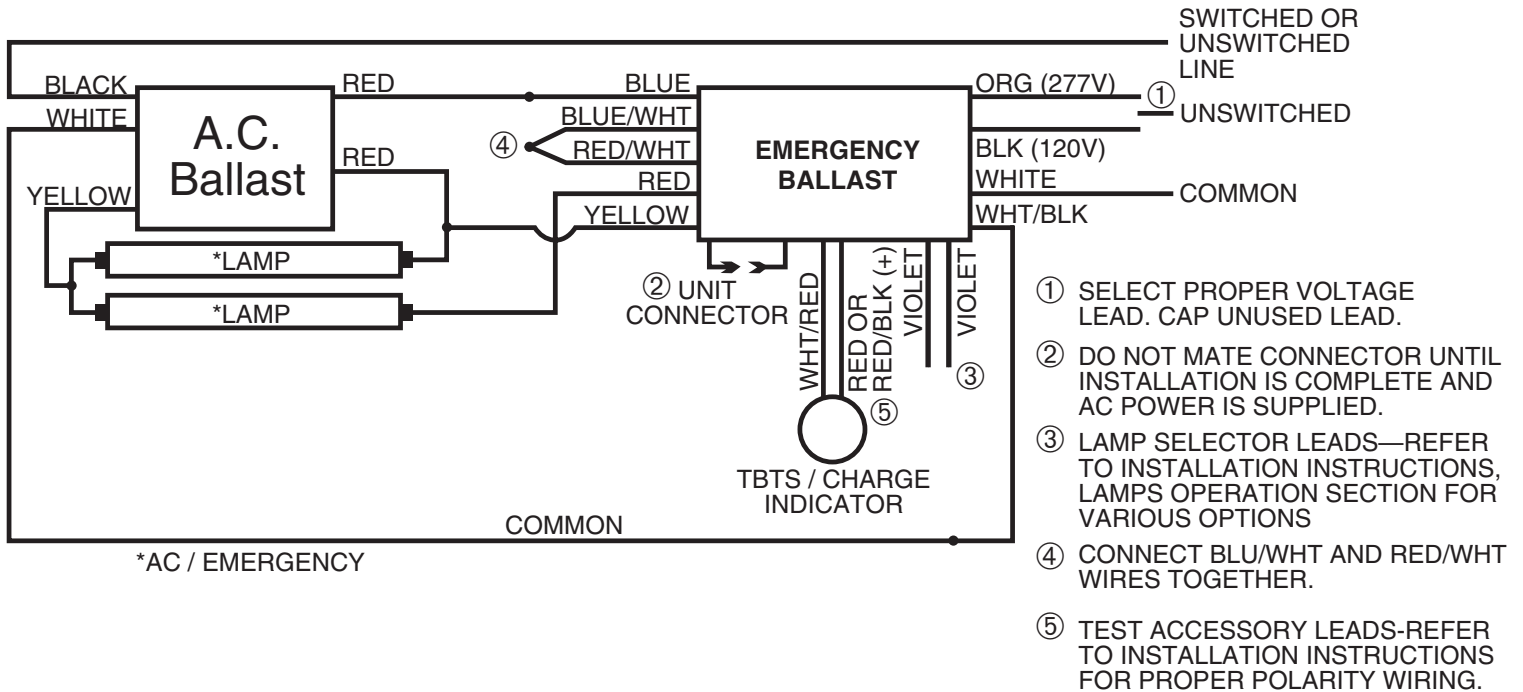 SWITCHED OR
UNSWITCHED
LINE
BLACK
RED
BLUE
ORG (277V)
①
UNSWITCHED
WHITE
A.C.
Ballast
BLUE/WHT
④
RED/WHT
EMERGENCY
BALLAST
BLK (120V)
RED
RED
WHITE
COMMON
YELLOW
YELLOW
WHT/BLK
*LAMP
*LAMP
② UNIT
CONNECTOR
WHT/RED
RED OR
RED/BLK (+)
VIOLET
VIOLET
③
⑤
TBTS / CHARGE
INDICATOR
COMMON
*AC / EMERGENCY
① SELECT PROPER VOLTAGE
LEAD. CAP UNUSED LEAD.
② DO NOT MATE CONNECTOR UNTIL
INSTALLATION IS COMPLETE AND
AC POWER IS SUPPLIED.
③ LAMP SELECTOR LEADS—REFER
TO INSTALLATION INSTRUCTIONS,
LAMPS OPERATION SECTION FOR
VARIOUS OPTIONS
④ CONNECT BLU/WHT AND RED/WHT
WIRES TOGETHER.
⑤ TEST ACCESSORY LEADS-REFER
TO INSTALLATION INSTRUCTIONS
FOR PROPER POLARITY WIRING.